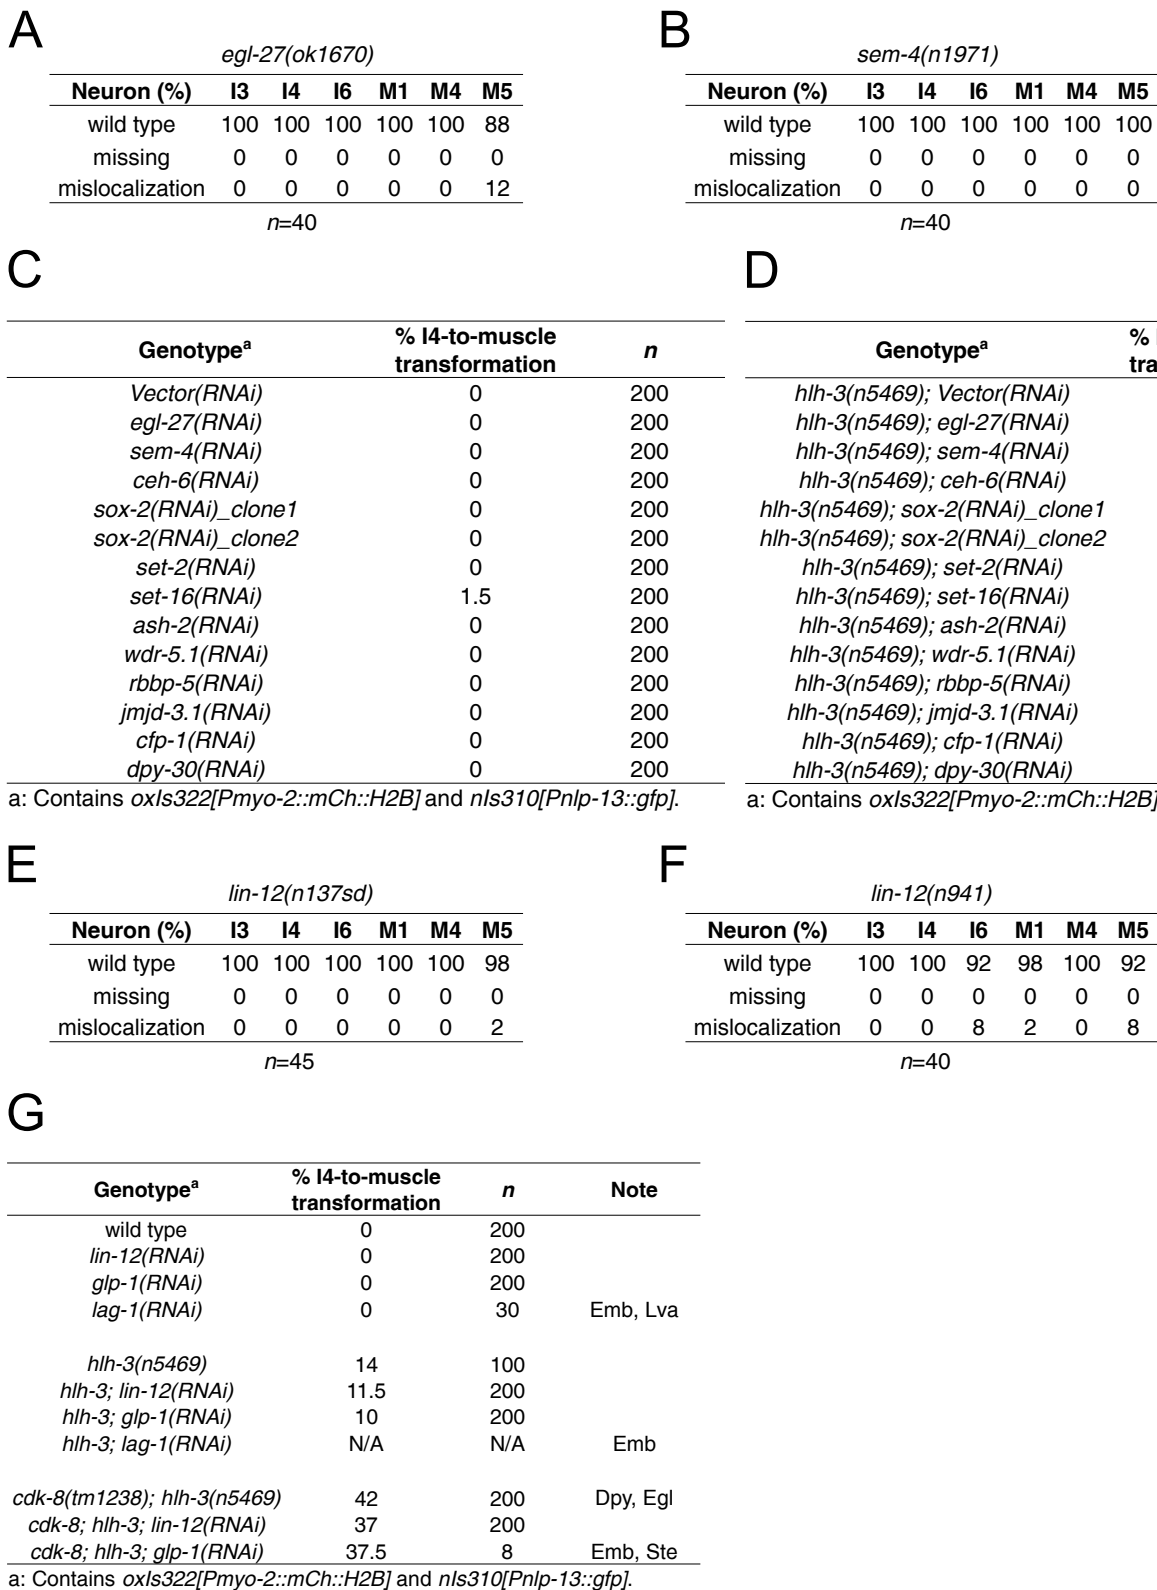 A
egl-27(ok1670)
Neuron (%) I3 I4 I6 M1 M4 M5
wild type 100 100 100 100 100 88
missing 0 0 0 0 0 0
mislocalization 0 0 0 0 0 12
n=40
B
sem-4(n1971)
Neuron (%) I3 I4 I6 M1 M4 M5
wild type 100 100 100 100 100 100
missing 0 0 0 0 0 0
mislocalization 0 0 0 0 0 0
n=40
C
Genotypeᵃ % I4-to-muscle transformation n
Vector(RNAi) 0 200
egl-27(RNAi) 0 200
sem-4(RNAi) 0 200
ceh-6(RNAi) 0 200
sox-2(RNAi)_clone1 0 200
sox-2(RNAi)_clone2 0 200
set-2(RNAi) 0 200
set-16(RNAi) 1.5 200
ash-2(RNAi) 0 200
wdr-5.1(RNAi) 0 200
rbbp-5(RNAi) 0 200
jmjd-3.1(RNAi) 0 200
cfp-1(RNAi) 0 200
dpy-30(RNAi) 0 200
a: Contains oxIs322[Pmyo-2::mCh::H2B] and nIs310[Pnlp-13::gfp].
D
Genotypeᵃ %
hlh-3(n5469); Vector(RNAi)
hlh-3(n5469); egl-27(RNAi)
hlh-3(n5469); sem-4(RNAi)
hlh-3(n5469); ceh-6(RNAi)
hlh-3(n5469); sox-2(RNAi)_clone1
hlh-3(n5469); sox-2(RNAi)_clone2
hlh-3(n5469); set-2(RNAi)
hlh-3(n5469); set-16(RNAi)
hlh-3(n5469); ash-2(RNAi)
hlh-3(n5469); wdr-5.1(RNAi)
hlh-3(n5469); rbbp-5(RNAi)
hlh-3(n5469); jmjd-3.1(RNAi)
hlh-3(n5469); cfp-1(RNAi)
hlh-3(n5469); dpy-30(RNAi)
a: Contains oxIs322[Pmyo-2::mCh::H2B]
E
lin-12(n137sd)
Neuron (%) I3 I4 I6 M1 M4 M5
wild type 100 100 100 100 100 98
missing 0 0 0 0 0 0
mislocalization 0 0 0 0 0 2
n=45
F
lin-12(n941)
Neuron (%) I3 I4 I6 M1 M4 M5
wild type 100 100 92 98 100 92
missing 0 0 0 0 0 0
mislocalization 0 0 8 2 0 8
n=40
G
Genotypeᵃ % I4-to-muscle transformation n Note
wild type 0 200
lin-12(RNAi) 0 200
glp-1(RNAi) 0 200
lag-1(RNAi) 0 30 Emb, Lva
hlh-3(n5469) 14 100
hlh-3; lin-12(RNAi) 11.5 200
hlh-3; glp-1(RNAi) 10 200
hlh-3; lag-1(RNAi) N/A N/A Emb
cdk-8(tm1238); hlh-3(n5469) 42 200 Dpy, Egl
cdk-8; hlh-3; lin-12(RNAi) 37 200
cdk-8; hlh-3; glp-1(RNAi) 37.5 8 Emb, Ste
a: Contains oxIs322[Pmyo-2::mCh::H2B] and nIs310[Pnlp-13::gfp].